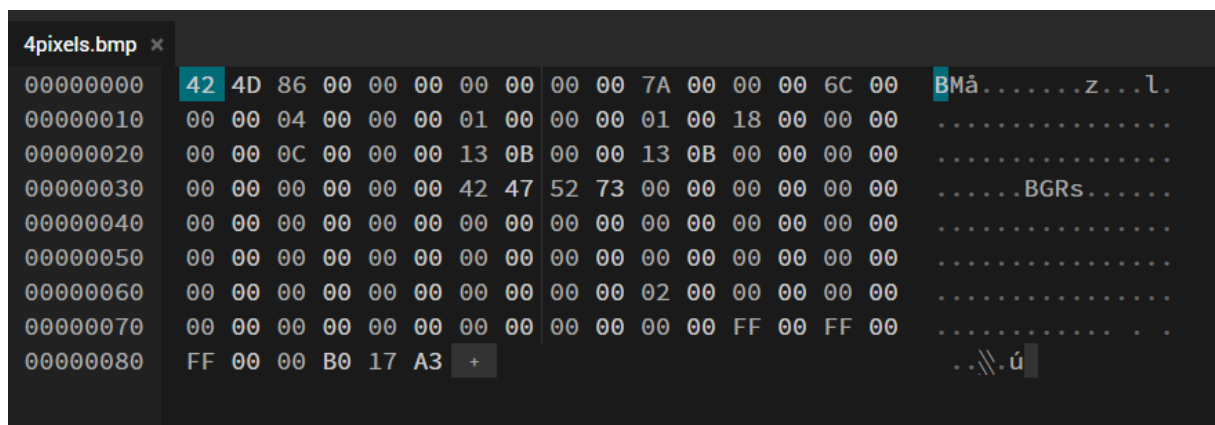 4pixels.bmp ×
00000000 42 4D 86 00 00 00 00 00 00 00 7A 00 00 00 6C 00 BMå.......z...l.
00000010 00 00 04 00 00 00 01 00 00 00 01 00 18 00 00 00 ................
00000020 00 00 0C 00 00 00 13 0B 00 00 13 0B 00 00 00 00 ................
00000030 00 00 00 00 00 00 42 47 52 73 00 00 00 00 00 00 ......BGRs......
00000040 00 00 00 00 00 00 00 00 00 00 00 00 00 00 00 00 ................
00000050 00 00 00 00 00 00 00 00 00 00 00 00 00 00 00 00 ................
00000060 00 00 00 00 00 00 00 00 00 00 02 00 00 00 00 00 ................
00000070 00 00 00 00 00 00 00 00 00 00 00 00 FF 00 FF 00 ............ . .
00000080 FF 00 00 B0 17 A3 + ..░.ú